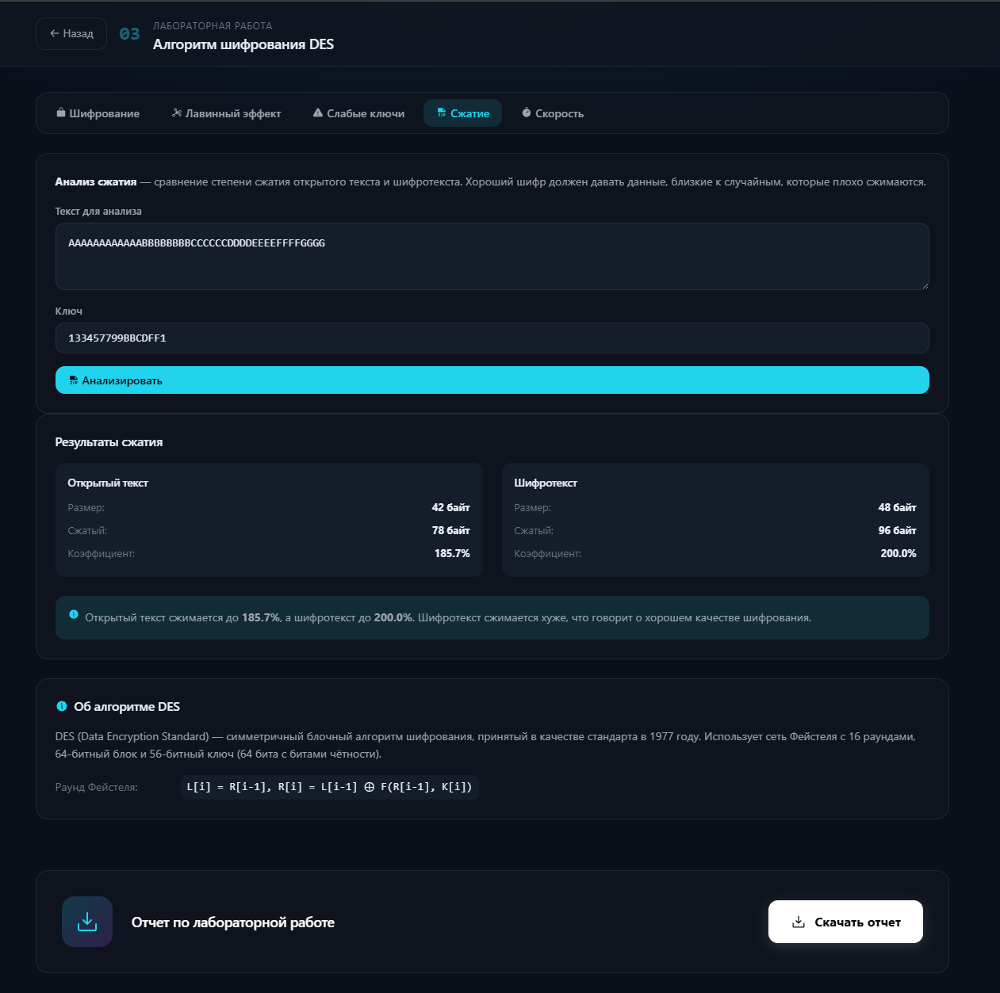 ← Назад
03
ЛАБОРАТОРНАЯ РАБОТА
Алгоритм шифрования DES
Шифрование
Лавинный эффект
Слабые ключи
Сжатие
Скорость
Анализ сжатия — сравнение степени сжатия открытого текста и шифротекста. Хороший шифр должен давать данные, близкие к случайным, которые плохо сжимаются.
Текст для анализа
AAAAAAAAAAAABBBBBBBBCCCCCCDDDDEEEEFFFFGGGG
Ключ
133457799BBCDFF1
Анализировать
Результаты сжатия
Открытый текст
Размер: 42 байт
Сжатый: 78 байт
Коэффициент: 185.7%
Шифротекст
Размер: 48 байт
Сжатый: 96 байт
Коэффициент: 200.0%
Открытый текст сжимается до 185.7%, а шифротекст до 200.0%. Шифротекст сжимается хуже, что говорит о хорошем качестве шифрования.
Об алгоритме DES
DES (Data Encryption Standard) — симметричный блочный алгоритм шифрования, принятый в качестве стандарта в 1977 году. Использует сеть Фейстеля с 16 раундами,
64-битный блок и 56-битный ключ (64 бита с битами чётности).
Раунд Фейстеля: L[i] = R[i-1], R[i] = L[i-1] ⊕ F(R[i-1], K[i])
Отчет по лабораторной работе
Скачать отчет